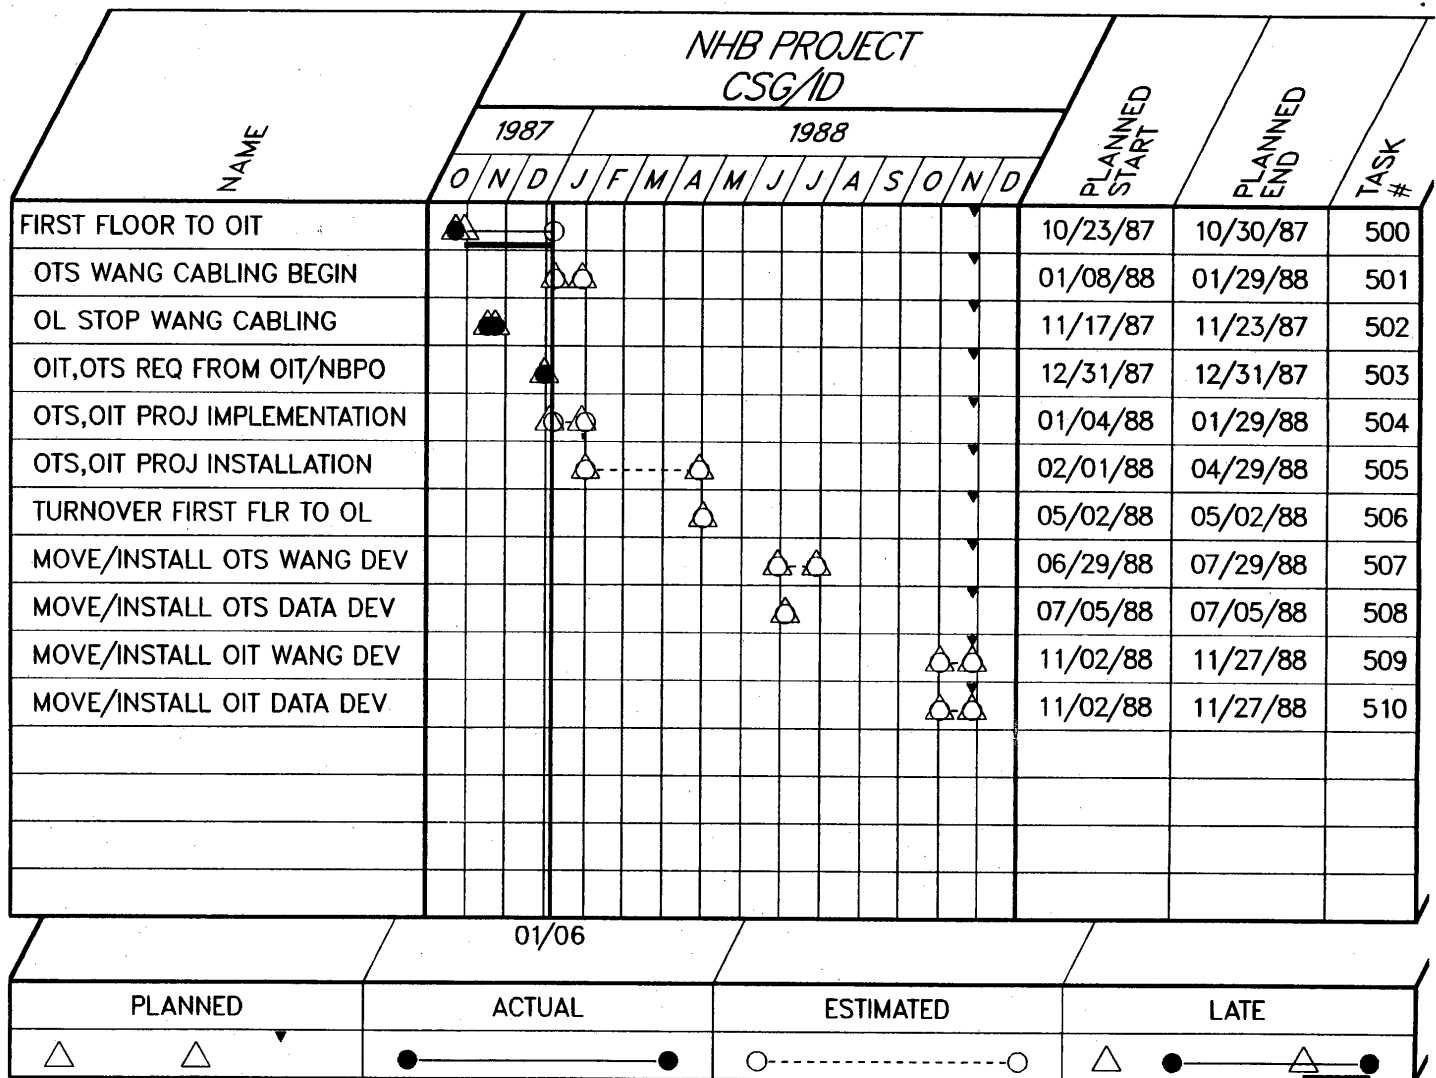 NHB PROJECT
CSG/ID
NAME
1987 1988
PLANNED START
PLANNED END
TASK #
O N D J F M A M J J A S O N D
FIRST FLOOR TO OIT 10/23/87 10/30/87 500
OTS WANG CABLING BEGIN 01/08/88 01/29/88 501
OL STOP WANG CABLING 11/17/87 11/23/87 502
OIT,OTS REQ FROM OIT/NBPO 12/31/87 12/31/87 503
OTS,OIT PROJ IMPLEMENTATION 01/04/88 01/29/88 504
OTS,OIT PROJ INSTALLATION 02/01/88 04/29/88 505
TURNOVER FIRST FLR TO OL 05/02/88 05/02/88 506
MOVE/INSTALL OTS WANG DEV 06/29/88 07/29/88 507
MOVE/INSTALL OTS DATA DEV 07/05/88 07/05/88 508
MOVE/INSTALL OIT WANG DEV 11/02/88 11/27/88 509
MOVE/INSTALL OIT DATA DEV 11/02/88 11/27/88 510
01/06
PLANNED ACTUAL ESTIMATED LATE